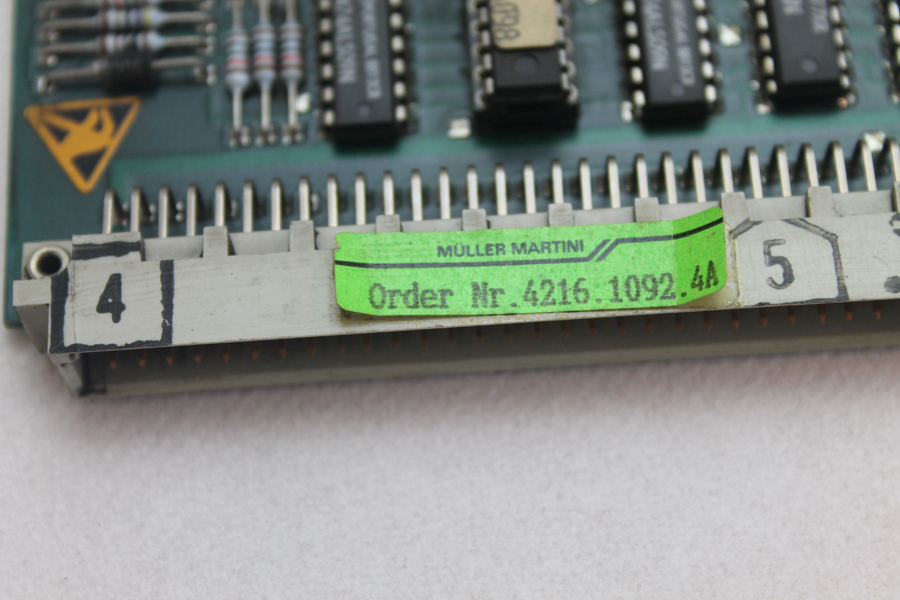 MÜLLER MARTINI
Order Nr.4216.1092.4A
4
5